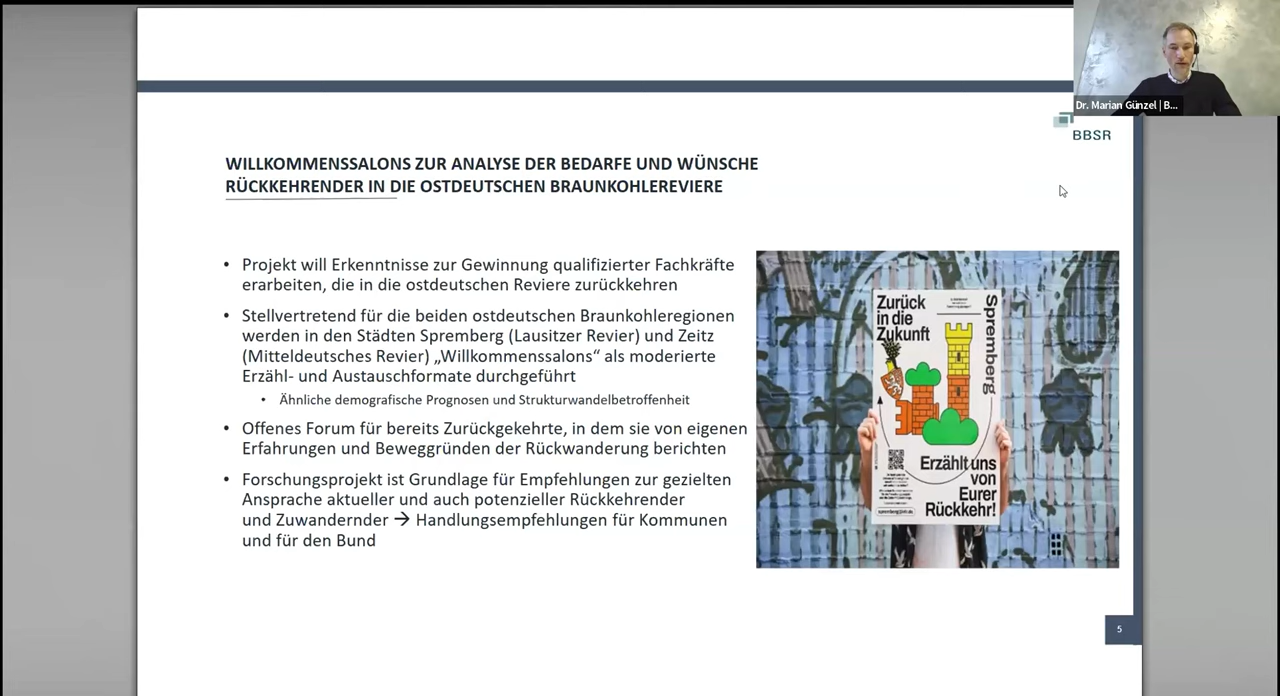 Dr. Marian Günzel | B...
BBSR
WILLKOMMENSSALONS ZUR ANALYSE DER BEDARFE UND WÜNSCHE
RÜCKKEHRENDER IN DIE OSTDEUTSCHEN BRAUNKOHLEREVIERE
• Projekt will Erkenntnisse zur Gewinnung qualifizierter Fachkräfte
erarbeiten, die in die ostdeutschen Reviere zurückkehren
• Stellvertretend für die beiden ostdeutschen Braunkohleregionen
werden in den Städten Spremberg (Lausitzer Revier) und Zeitz
(Mitteldeutsches Revier) „Willkommenssalons“ als moderierte
Erzähl- und Austauschformate durchgeführt
• Ähnliche demografische Prognosen und Strukturwandelbetroffenheit
• Offenes Forum für bereits Zurückgekehrte, in dem sie von eigenen
Erfahrungen und Beweggründen der Rückwanderung berichten
• Forschungsprojekt ist Grundlage für Empfehlungen zur gezielten
Ansprache aktueller und auch potenzieller Rückkehrender
und Zuwandernder → Handlungsempfehlungen für Kommunen
und für den Bund
Zurück
in die
Zukunft
Spremberg
Erzählt uns
von
Eurer
Rückkehr!
5